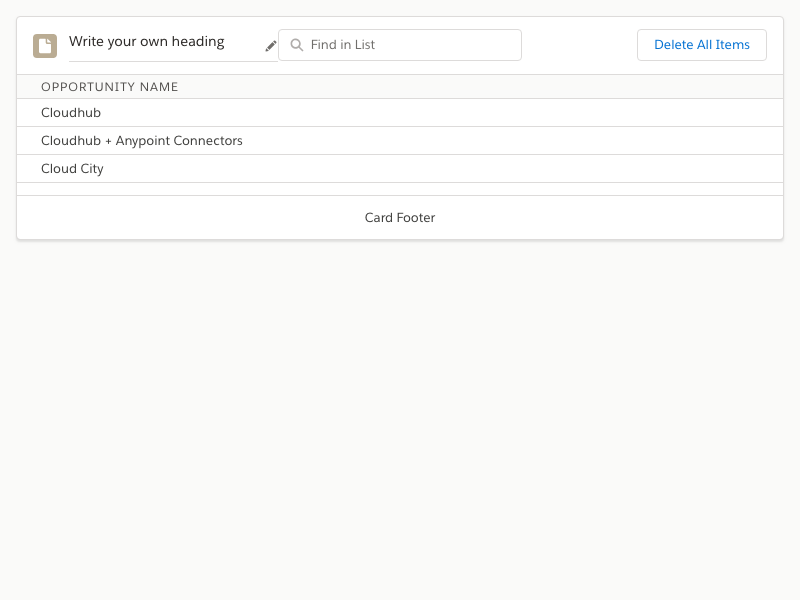 Write your own heading
Find in List
Delete All Items
OPPORTUNITY NAME
Cloudhub
Cloudhub + Anypoint Connectors
Cloud City
Card Footer